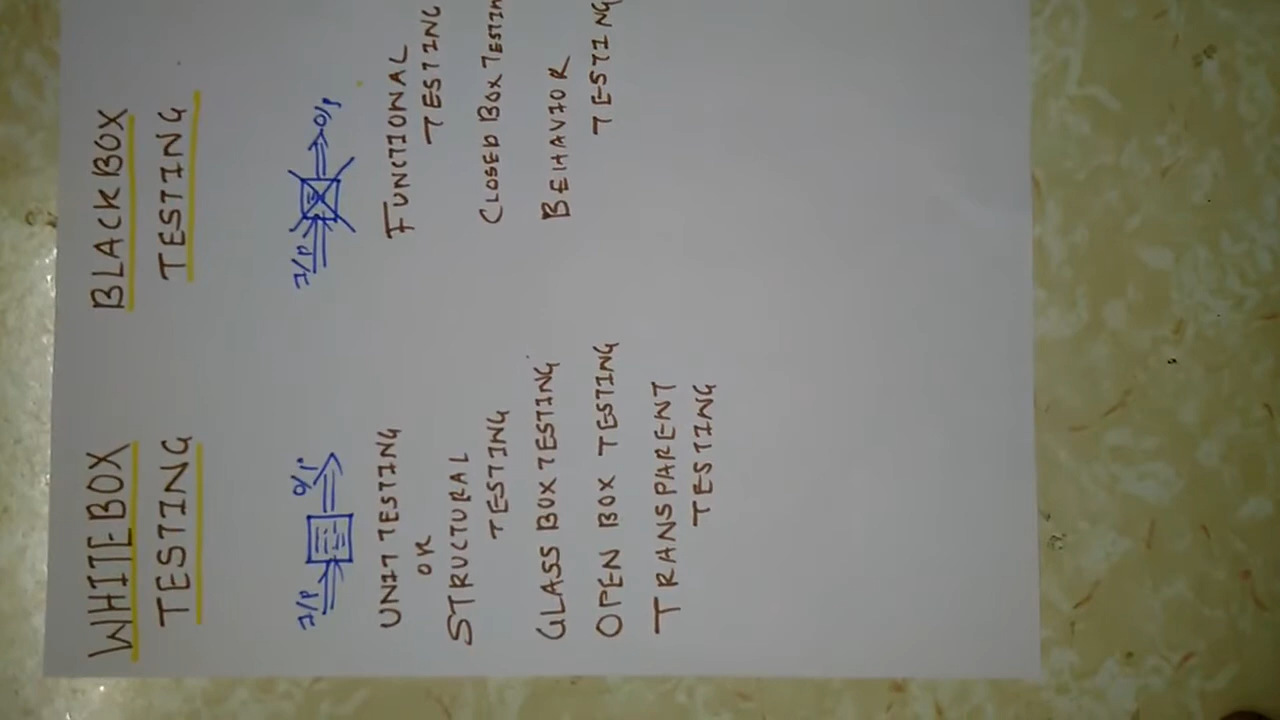 WHITEBOX
TESTING
I/P
O/P
UNIT TESTING
OR
STRUCTURAL
TESTING
GLASS BOX TESTING
OPEN BOX TESTING
TRANSPARENT
TESTING
BLACKBOX
TESTING
I/P
O/P
FUNCTIONAL
TESTING
CLOSED BOX TESTIN
BEHAVIOR
TESTING